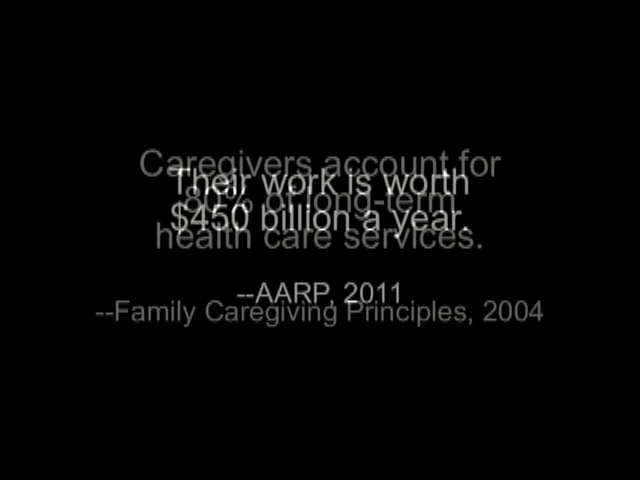 Caregivers account for
80% of long-term
health care services.
--Family Caregiving Principles, 2004
Their work is worth
$450 billion a year.
--AARP, 2011